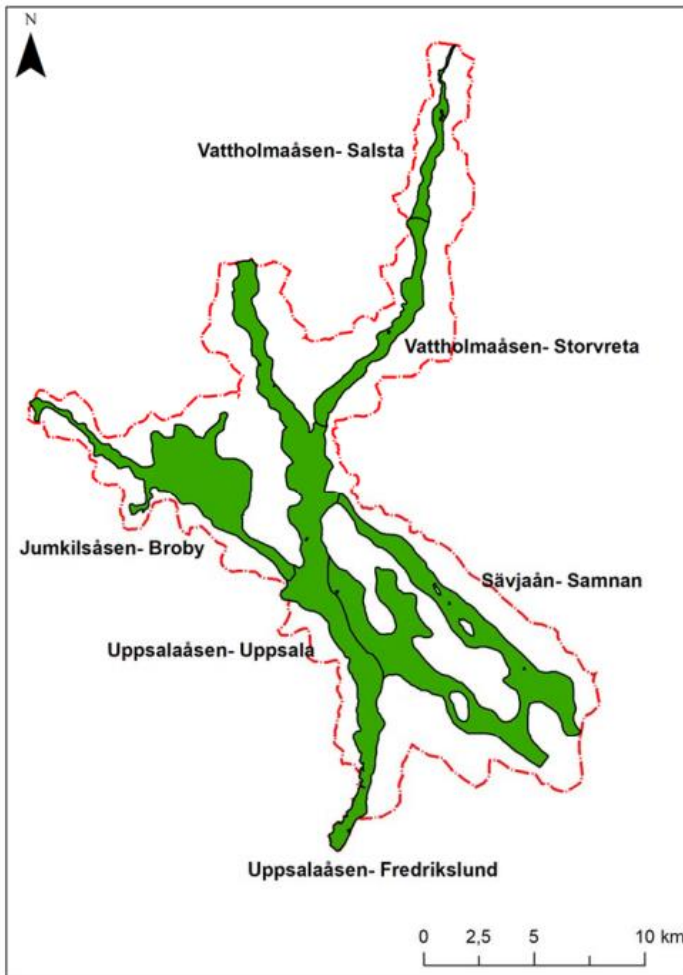 N
Vattholmaåsen- Salsta
Vattholmaåsen- Storvreta
Jumkilsåsen- Broby
Sävjaån- Samnan
Uppsalaåsen- Uppsala
Uppsalaåsen- Fredrikslund
0 2,5 5 10 km